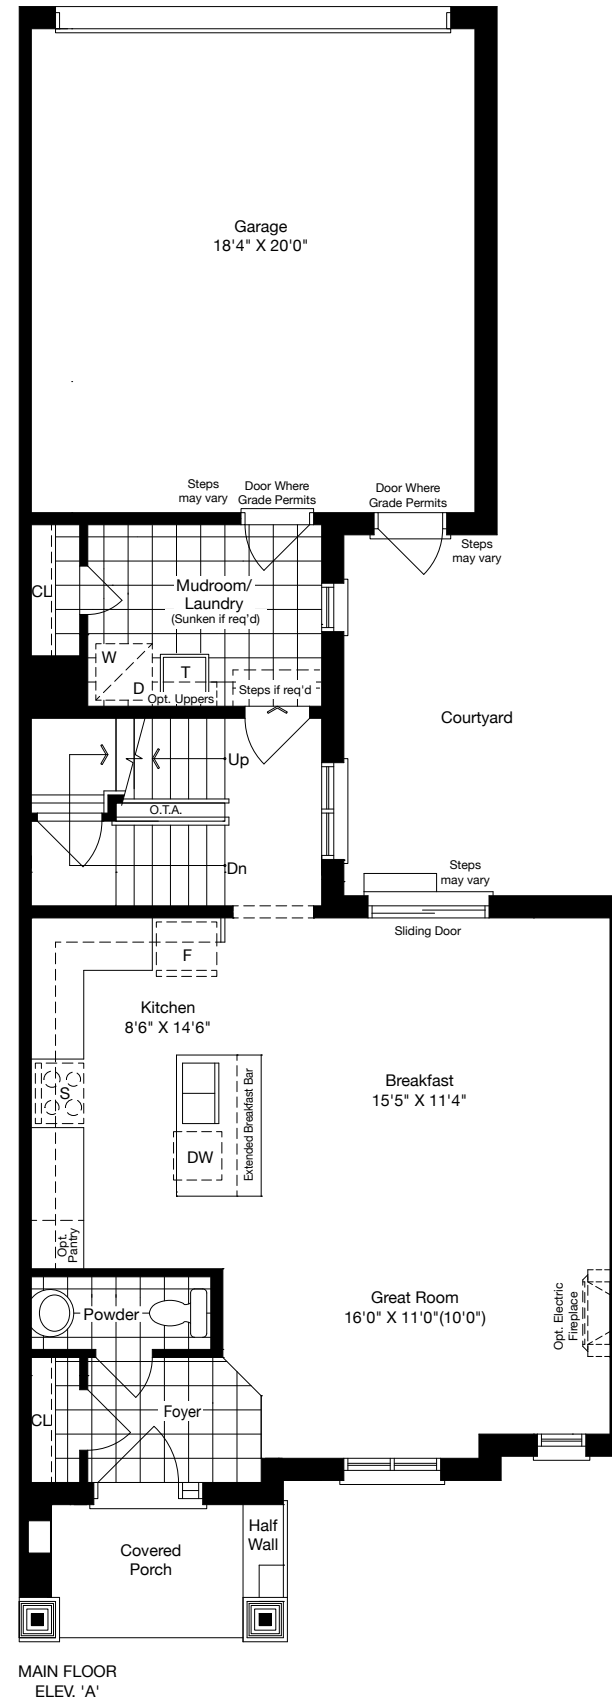 Garage
18'4" X 20'0"
Steps
may vary
Door Where
Grade Permits
Door Where
Grade Permits
Steps
may vary
CL
Mudroom/
Laundry
(Sunken if req'd)
W
D
T
Opt. Uppers
Steps if req'd
Courtyard
Up
O.T.A.
Dn
Steps
may vary
Sliding Door
F
Kitchen
8'6" X 14'6"
S
DW
Extended Breakfast Bar
Breakfast
15'5" X 11'4"
Opt.
Pantry
Great Room
16'0" X 11'0"(10'0")
Opt. Electric
Fireplace
Powder
CL
Foyer
Covered
Porch
Half
Wall
MAIN FLOOR
ELEV. 'A'